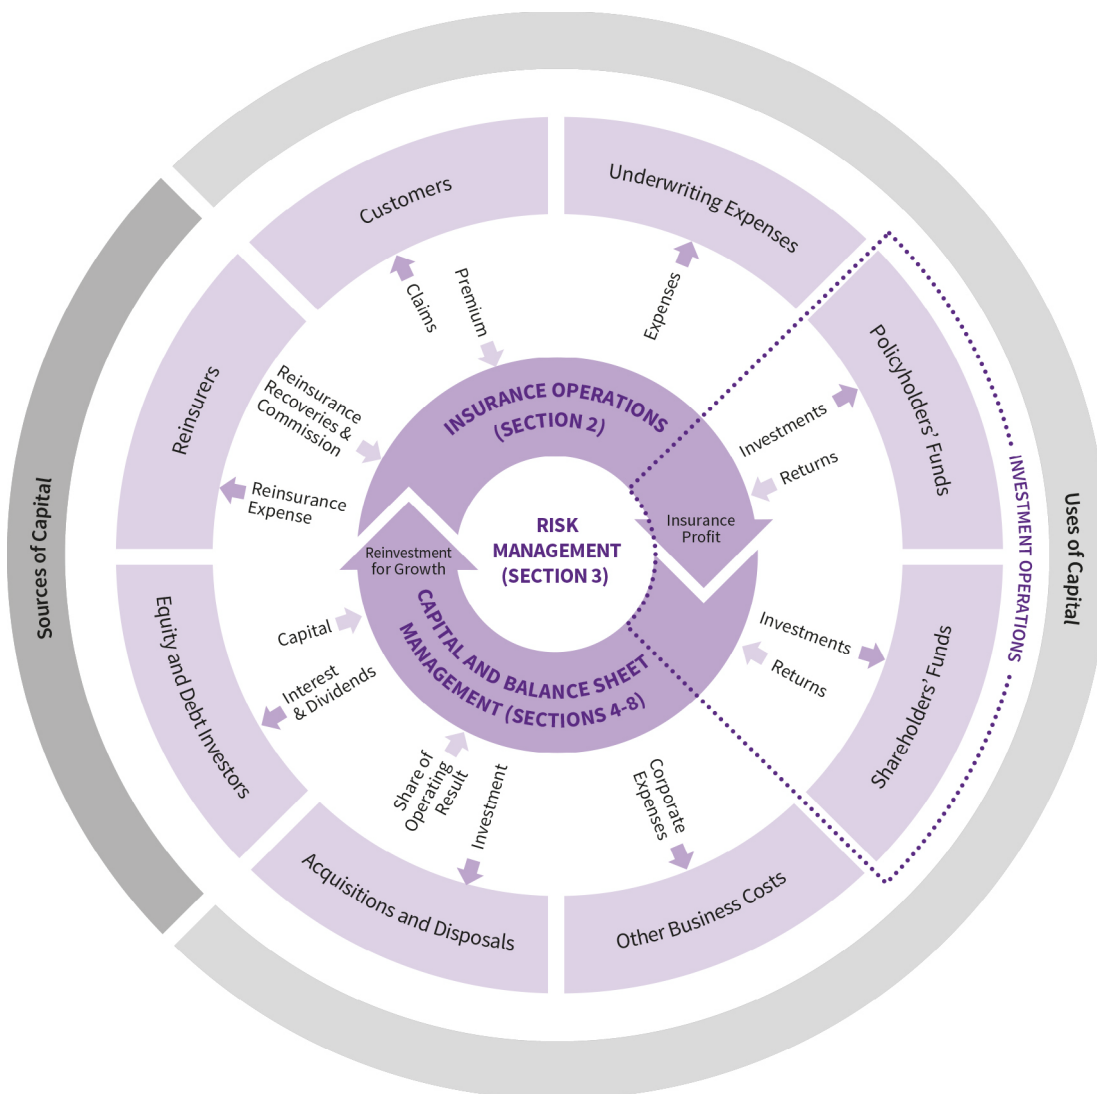 Customers
Underwriting Expenses
Claims
Premium
Expenses
Reinsurers
Reinsurance
Recoveries &
Commission
Reinsurance
Expense
Policyholders’ Funds
Investments
Returns
INSURANCE OPERATIONS
(SECTION 2)
Insurance
Profit
RISK
MANAGEMENT
(SECTION 3)
Reinvestment
for Growth
CAPITAL AND BALANCE SHEET
MANAGEMENT (SECTIONS 4-8)
Sources of Capital
Uses of Capital
INVESTMENT OPERATIONS
Equity and Debt Investors
Capital
Interest
& Dividends
Investments
Returns
Shareholders’ Funds
Share of
Operating
Result
Investment
Corporate
Expenses
Acquisitions and Disposals
Other Business Costs